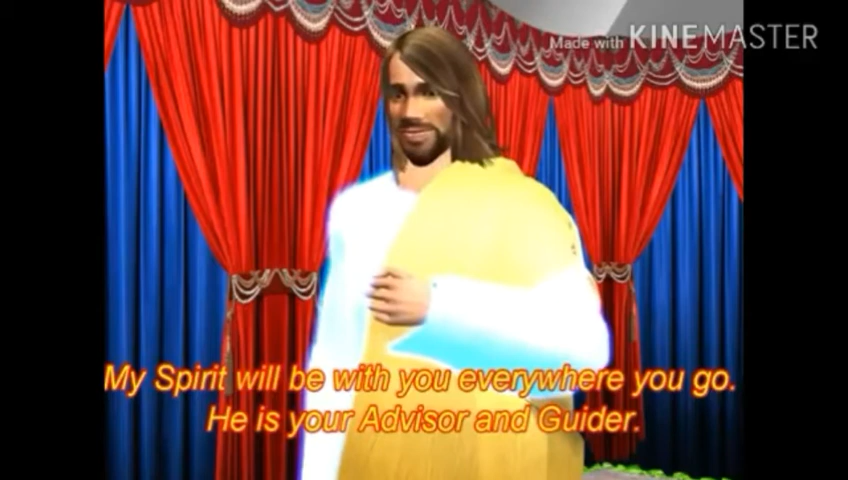 Made with KINEMASTER
My Spirit will be with you everywhere you go.
He is your Advisor and Guider.